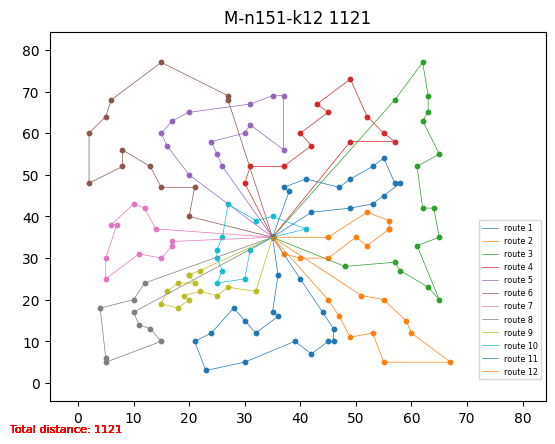 M-n151-k12 1121
80
70
60
50
40
30
20
10
0
route 1
route 2
route 3
route 4
route 5
route 6
route 7
route 8
route 9
route 10
route 11
route 12
0 10 20 30 40 50 60 70 80
Total distance: 1121